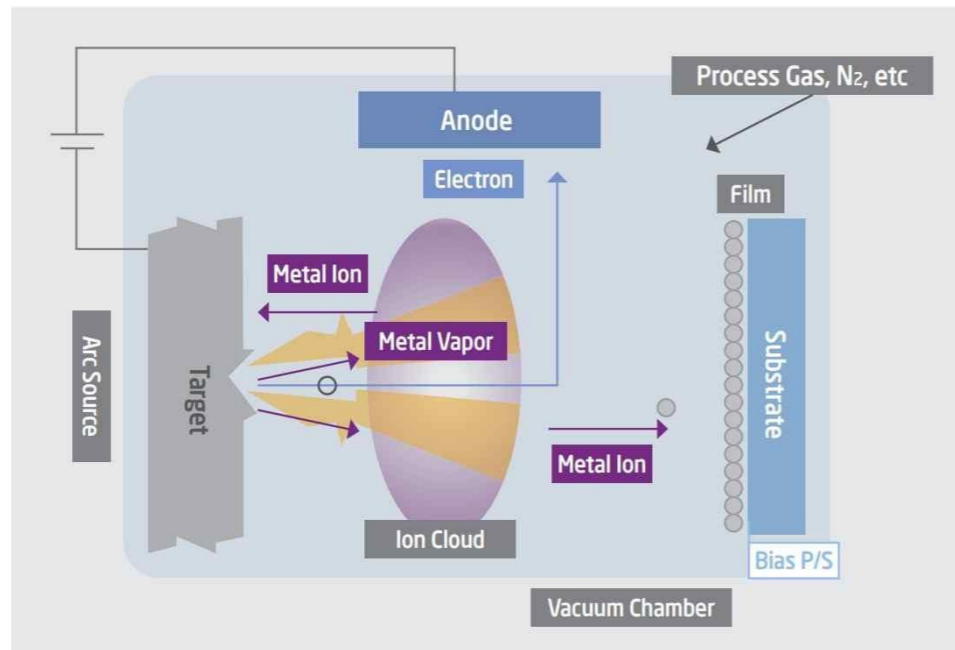 Process Gas, N2, etc
Anode
Electron
Film
Metal Ion
Metal Vapor
Arc Source
Target
Substrate
Metal Ion
Ion Cloud
Bias P/S
Vacuum Chamber